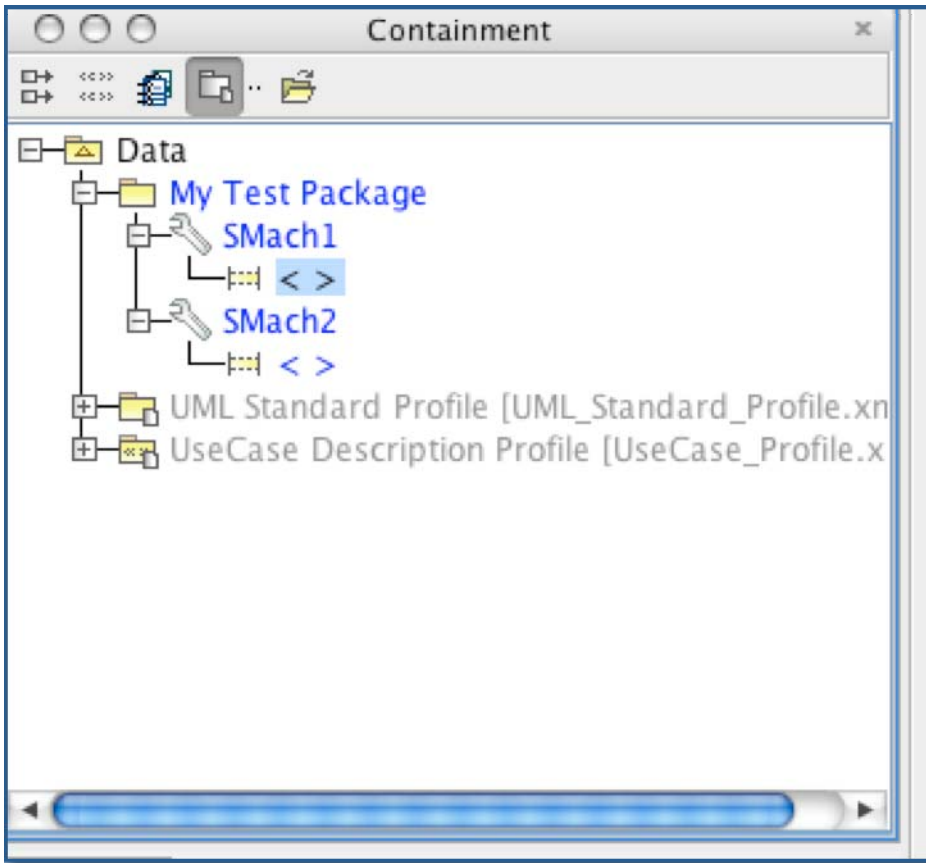 Containment
Data
My Test Package
SMach1
< >
SMach2
< >
UML Standard Profile [UML_Standard_Profile.xn
UseCase Description Profile [UseCase_Profile.x